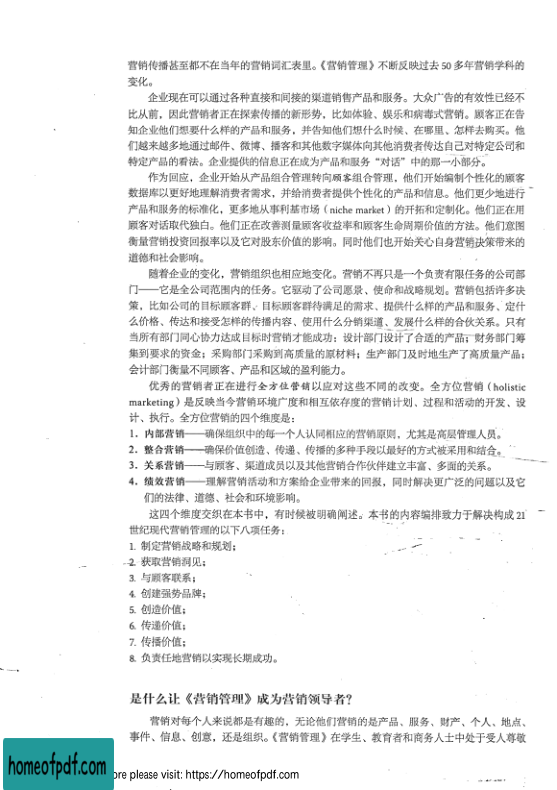 营销传播甚至都不在当年的营销词汇表里。《营销管理》不断反映过去 50 多年营销学科的
变化。
企业现在可以通过各种直接和间接的渠道销售产品和服务。大众广告的有效性已经不
比从前，因此营销者正在探索传播的新形势，比如体验、娱乐和病毒式营销。顾客正在告
知企业他们想要什么样的产品和服务，并告知他们想什么时候、在哪里、怎样去购买。他
们越来越多地通过邮件、微博、播客和其他数字媒体向其他消费者传达自己对特定公司和
特定产品的看法。企业提供的信息正在成为产品和服务“对话”中的那一小部分。
作为回应，企业开始从产品组合管理转向顾客组合管理，他们开始编制个性化的顾客
数据库以更好地理解消费者需求，并给消费者提供个性化的产品和信息。他们更少地进行
产品和服务的标准化，更多地从事利基市场（niche market）的开拓和定制化。他们正在用
顾客对话取代独白。他们正在改善测量顾客收益率和顾客生命周期价值的方法。他们意图
衡量营销投资回报率以及它对股东价值的影响。同时他们也开始关心自身营销决策带来的
道德和社会影响。
随着企业的变化，营销组织也相应地变化。营销不再只是一个负责有限任务的公司部
门——它是全公司范围内的任务。它驱动了公司愿景、使命和战略规划。营销包括许多决
策，比如公司的目标顾客群、目标顾客群待满足的需求、提供什么样的产品和服务、定什
么价格、传达和接受怎样的传播内容、使用什么分销渠道、发展什么样的合伙关系。只有
当所有部门同心协力达成目标时营销才能成功：设计部门设计了合适的产品；财务部门筹
集到要求的资金；采购部门采购到高质量的原材料；生产部门及时地生产了高质量产品；
会计部门衡量不同顾客、产品和区域的盈利能力。
优秀的营销者正在进行全方位营销以应对这些不同的改变。全方位营销（holistic
marketing）是反映当今营销环境广度和相互依存度的营销计划、过程和活动的开发、设
计、执行。全方位营销的四个维度是：
1．内部营销——确保组织中的每一个人认同相应的营销原则，尤其是高层管理人员。
2．整合营销——确保价值创造、传递、传播的多种手段以最好的方式被采用和结合。
3．关系营销——与顾客、渠道成员以及其他营销合作伙伴建立丰富、多面的关系。
4．绩效营销——理解营销活动和方案给企业带来的回报，同时解决更广泛的问题以及它
们的法律、道德、社会和环境影响。
这四个维度交织在本书中，有时候被明确阐述。本书的内容编排致力于解决构成 21
世纪现代营销管理的以下八项任务：
1. 制定营销战略和规划；
2. 获取营销洞见；
3. 与顾客联系；
4. 创建强势品牌；
5. 创造价值；
6. 传递价值；
7. 传播价值；
8. 负责任地营销以实现长期成功。
是什么让《营销管理》成为营销领导者？
营销对每个人来说都是有趣的，无论他们营销的是产品、服务、财产、个人、地点、
事件、信息、创意，还是组织。《营销管理》在学生、教育者和商务人士中处于受人尊敬
homeofpdf.com
ore please visit: https://homeofpdf.com